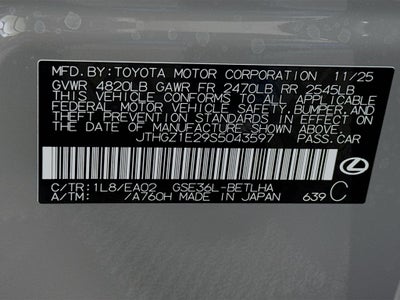 MFD. BY: TOYOTA MOTOR CORPORATION 11/25
GVWR 4820LB GAWR FR 2470LB RR 2545LB
THIS VEHICLE CONFORMS TO ALL APPLICABLE
FEDERAL MOTOR VEHICLE SAFETY, BUMPER, AND
THEFT PREVENTION STANDARDS IN EFFECT ON
THE DATE OF MANUFACTURE SHOWN ABOVE.
JTHGZ1E29S5043597 PASS.CAR
C/TR: 1L8/EA02 GSE36L-BETLHA
A/TM: /A760H MADE IN JAPAN 639 C